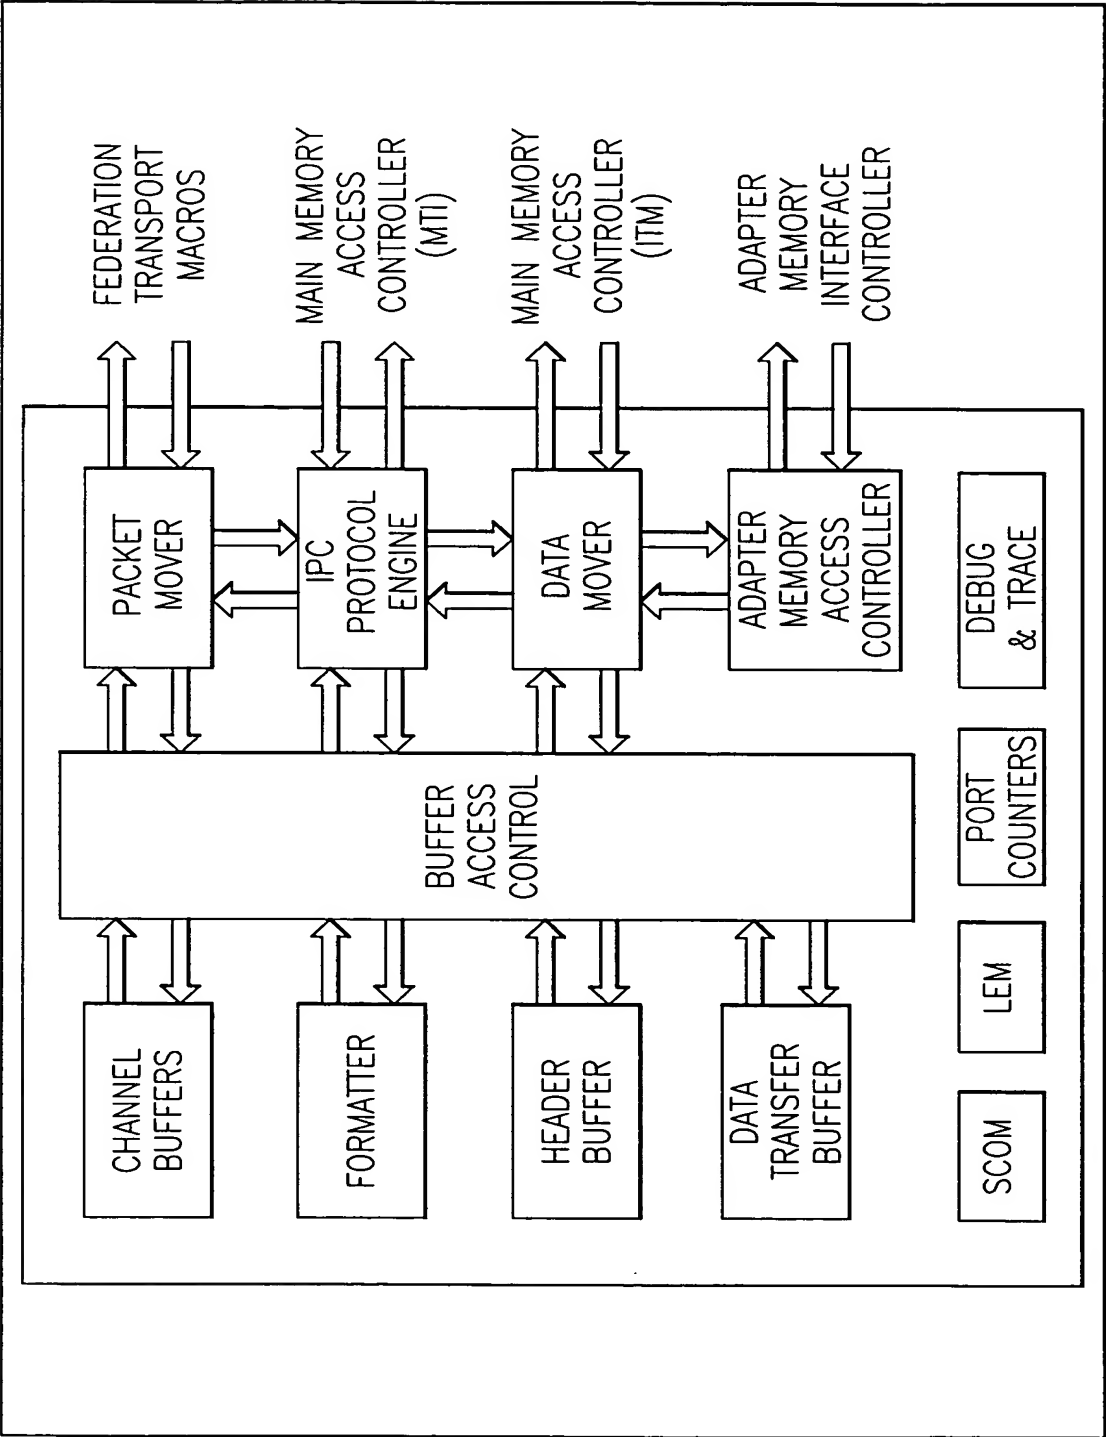 CHANNEL
BUFFERS
FORMATTER
HEADER
BUFFER
DATA
TRANSFER
BUFFER
BUFFER
ACCESS
CONTROL
PACKET
MOVER
IPC
PROTOCOL
ENGINE
DATA
MOVER
ADAPTER
MEMORY
ACCESS
CONTROLLER
FEDERATION
TRANSPORT
MACROS
MAIN MEMORY
ACCESS
CONTROLLER
(MTI)
MAIN MEMORY
ACCESS
CONTROLLER
(ITM)
ADAPTER
MEMORY
INTERFACE
CONTROLLER
SCOM
LEM
PORT
COUNTERS
DEBUG
& TRACE